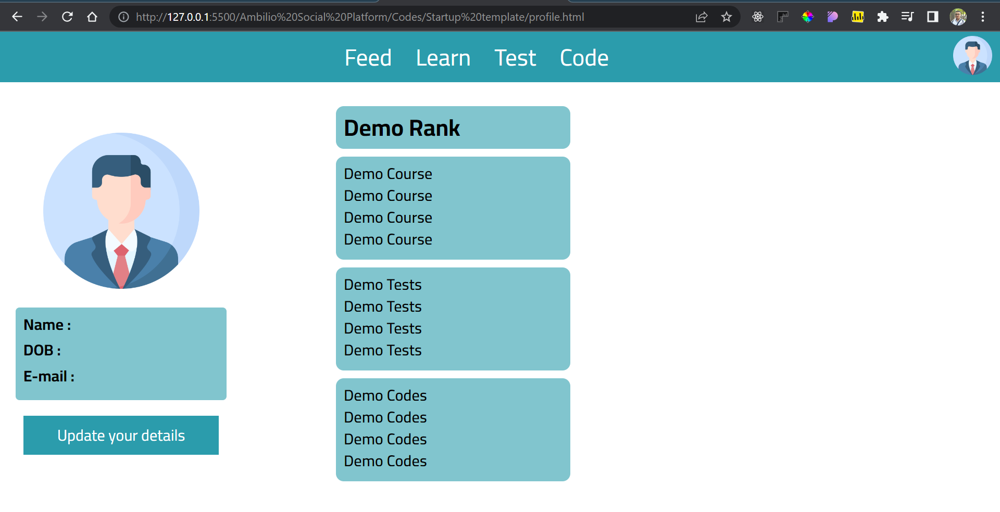 http://127.0.0.1:5500/Ambilio%20Social%20Platform/Codes/Startup%20template/profile.html
Feed Learn Test Code
Demo Rank
Demo Course
Demo Course
Demo Course
Demo Course
Demo Tests
Demo Tests
Demo Tests
Demo Tests
Demo Codes
Demo Codes
Demo Codes
Demo Codes
Name :
DOB :
E-mail :
Update your details